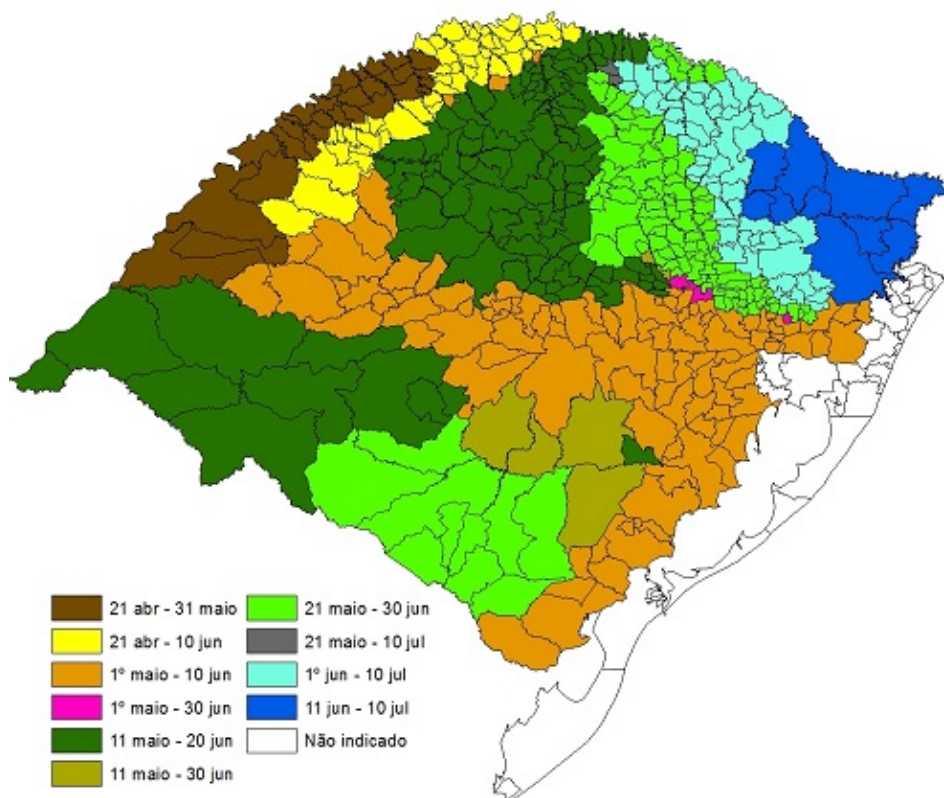 21 abr - 31 maio
21 abr - 10 jun
1º maio - 10 jun
1º maio - 30 jun
11 maio - 20 jun
11 maio - 30 jun
21 maio - 30 jun
21 maio - 10 jul
1º jun - 10 jul
11 jun - 10 jul
Não indicado